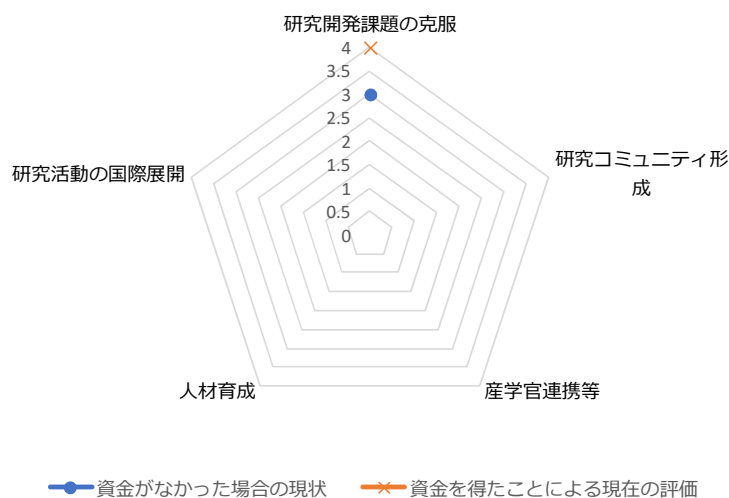 研究開発課題の克服
4
3.5
3
2.5
2
1.5
1
0.5
0
研究コミュニティ形
成
産学官連携等
人材育成
研究活動の国際展開
資金がなかった場合の現状
資金を得たことによる現在の評価